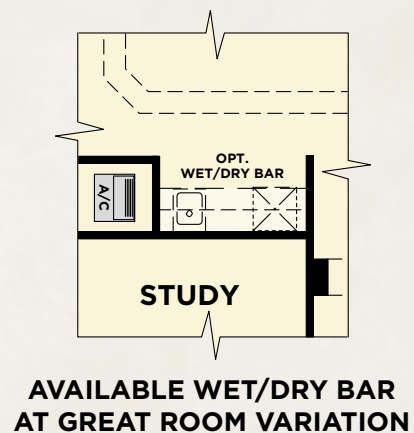 OPT.
WET/DRY BAR
A/C
STUDY
AVAILABLE WET/DRY BAR
AT GREAT ROOM VARIATION